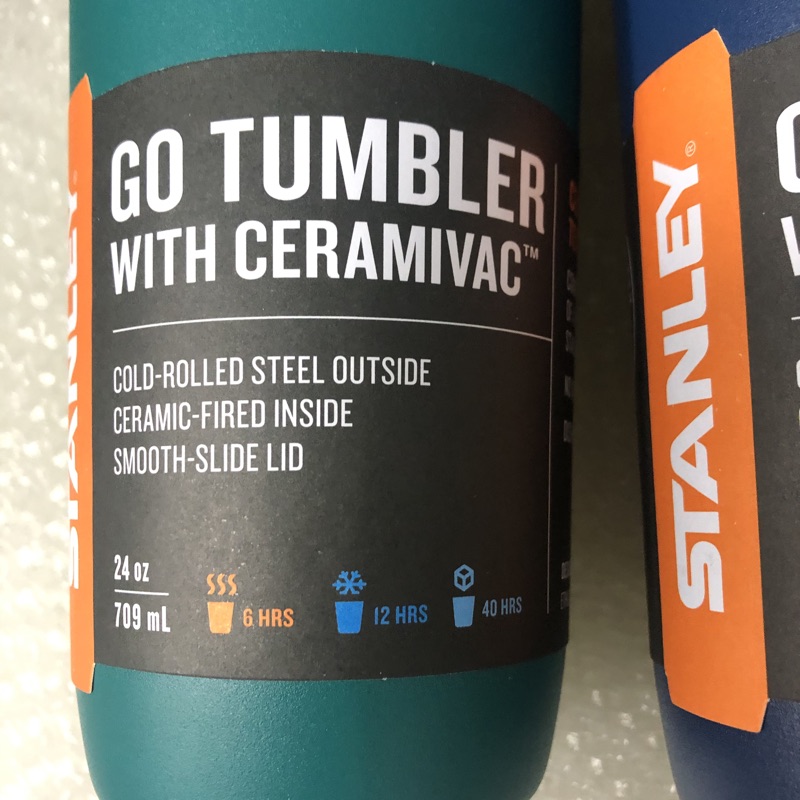 STANLEY
GO TUMBLER
WITH CERAMIVAC™
COLD-ROLLED STEEL OUTSIDE
CERAMIC-FIRED INSIDE
SMOOTH-SLIDE LID
24 oz
709 mL
6 HRS
12 HRS
40 HRS
STANLEY®